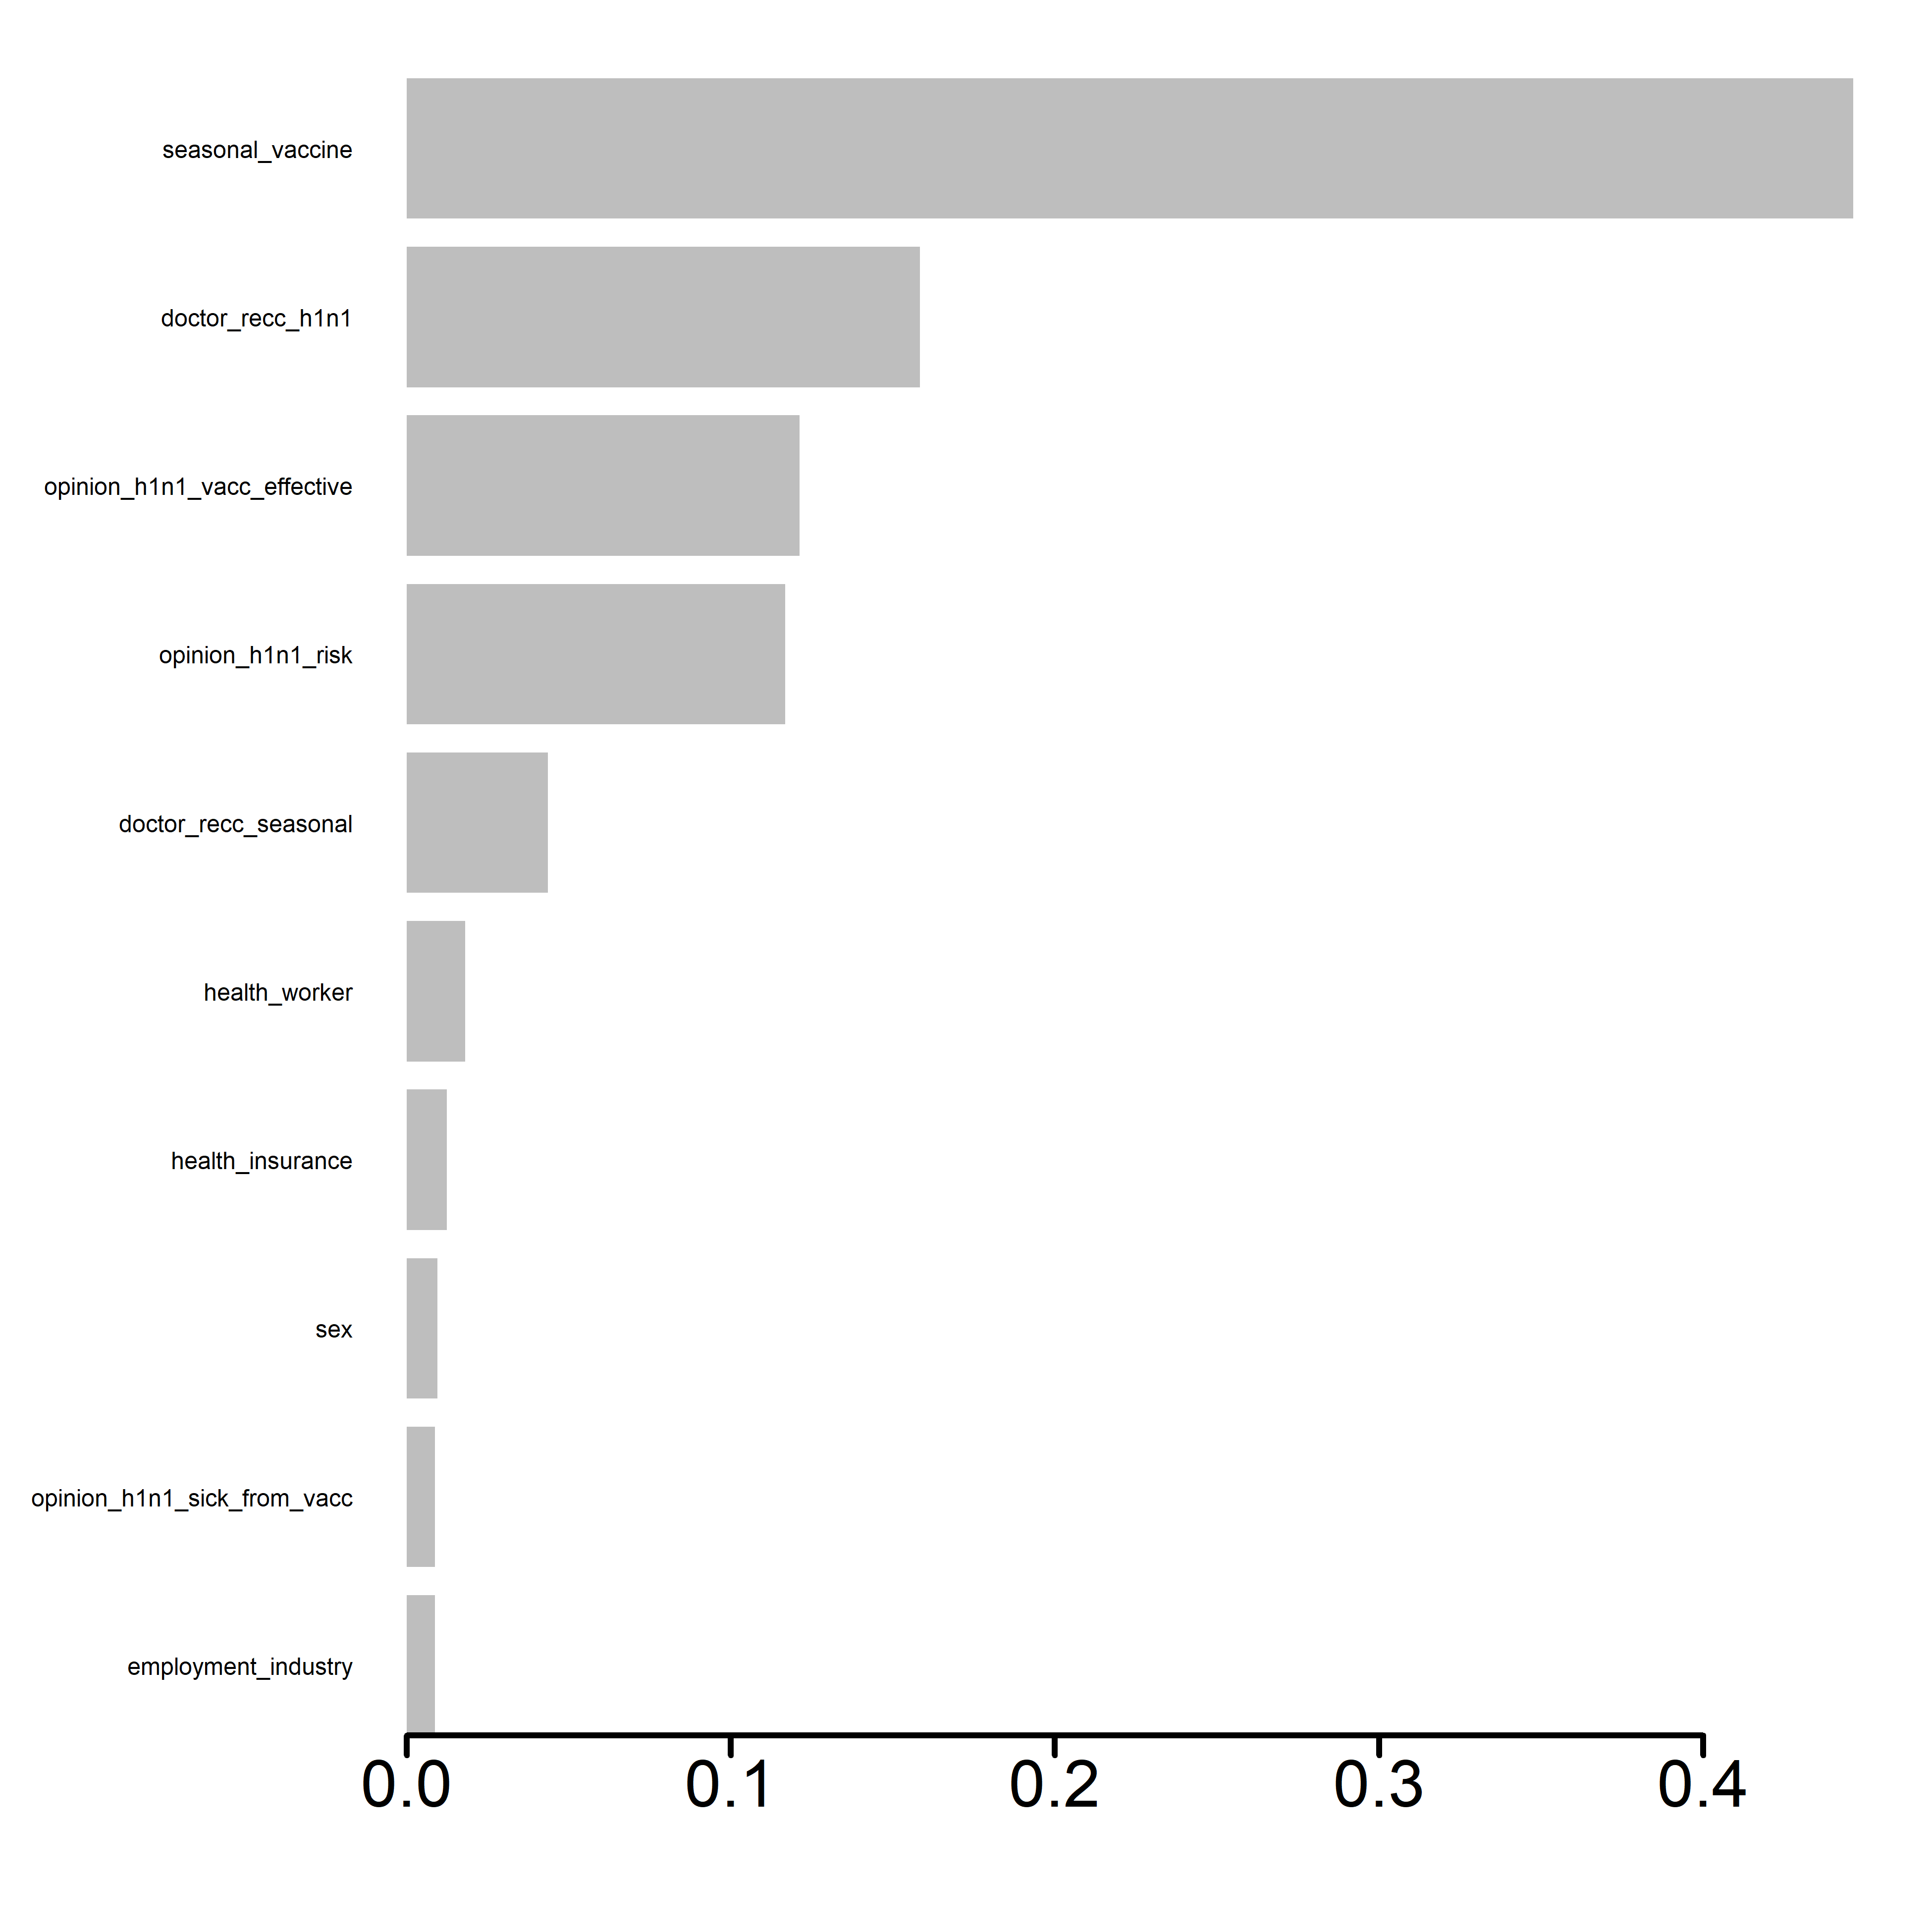 seasonal_vaccine
doctor_recc_h1n1
opinion_h1n1_vacc_effective
opinion_h1n1_risk
doctor_recc_seasonal
health_worker
health_insurance
sex
opinion_h1n1_sick_from_vacc
employment_industry
0.0 0.1 0.2 0.3 0.4